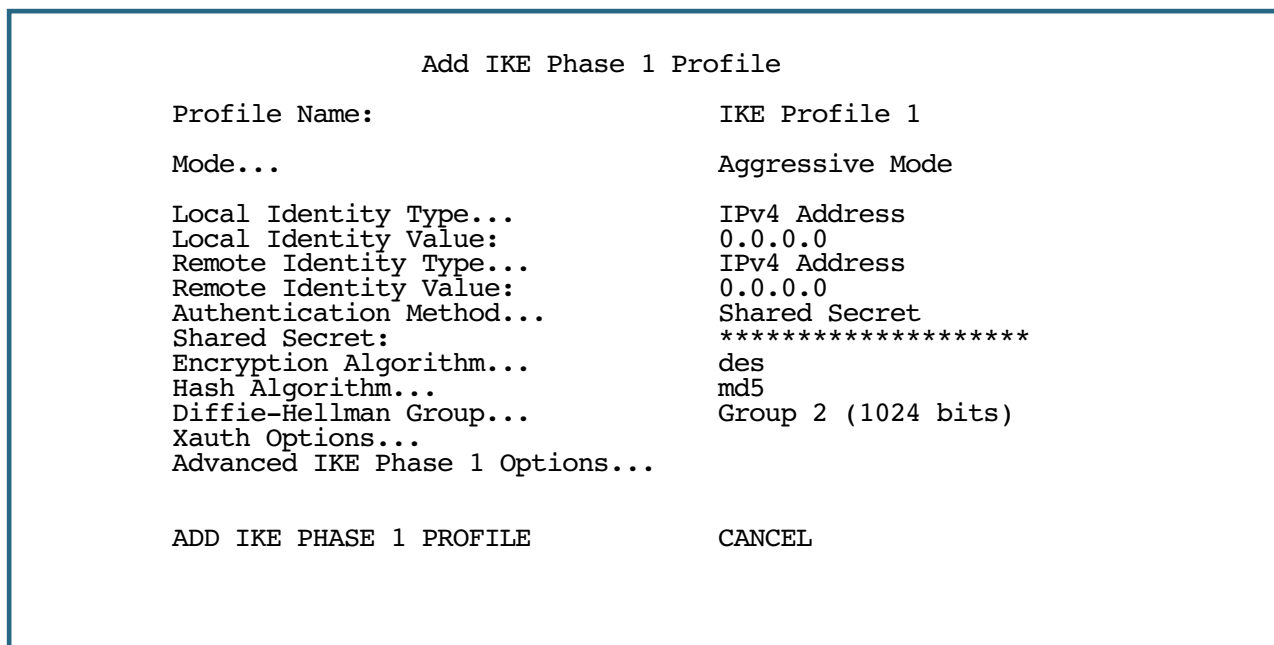 Add IKE Phase 1 Profile
Profile Name: IKE Profile 1
Mode... Aggressive Mode
Local Identity Type... IPv4 Address
Local Identity Value: 0.0.0.0
Remote Identity Type... IPv4 Address
Remote Identity Value: 0.0.0.0
Authentication Method... Shared Secret
Shared Secret: ********************
Encryption Algorithm... des
Hash Algorithm... md5
Diffie-Hellman Group... Group 2 (1024 bits)
Xauth Options...
Advanced IKE Phase 1 Options...
ADD IKE PHASE 1 PROFILE CANCEL